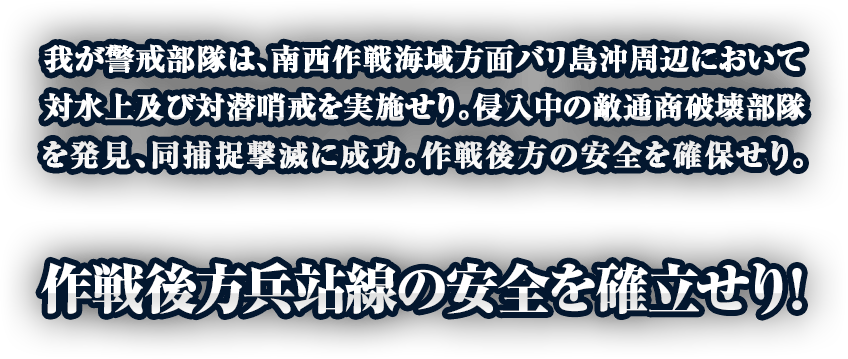 我が警戒部隊は、南西作戦海域方面バリ島沖周辺において
対水上及び対潜哨戒を実施せり。侵入中の敵通商破壊部隊
を発見、同捕捉撃滅に成功。作戦後方の安全を確保せり。
作戦後方兵站線の安全を確立せり！